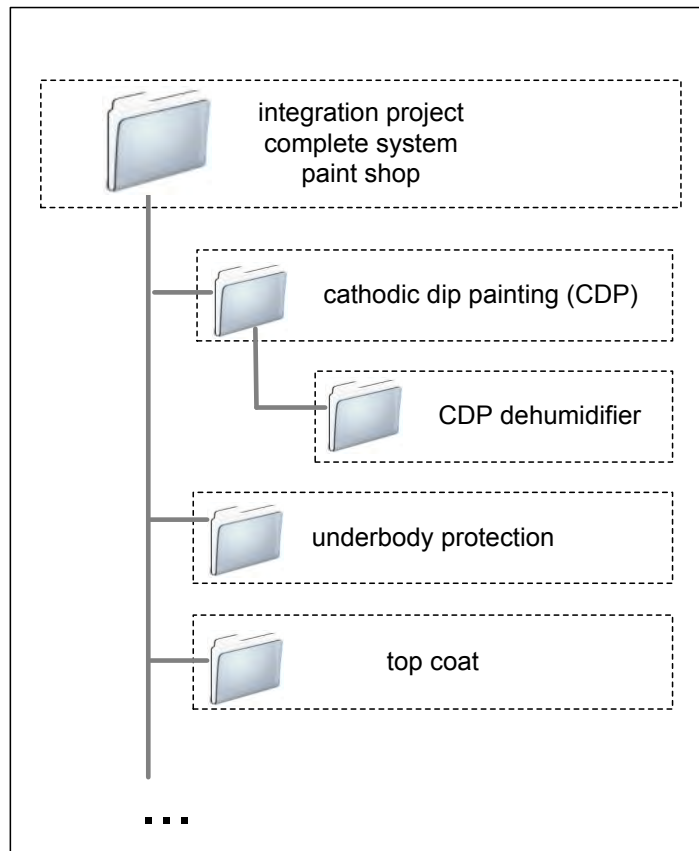 integration project
complete system
paint shop
cathodic dip painting (CDP)
CDP dehumidifier
underbody protection
top coat
...